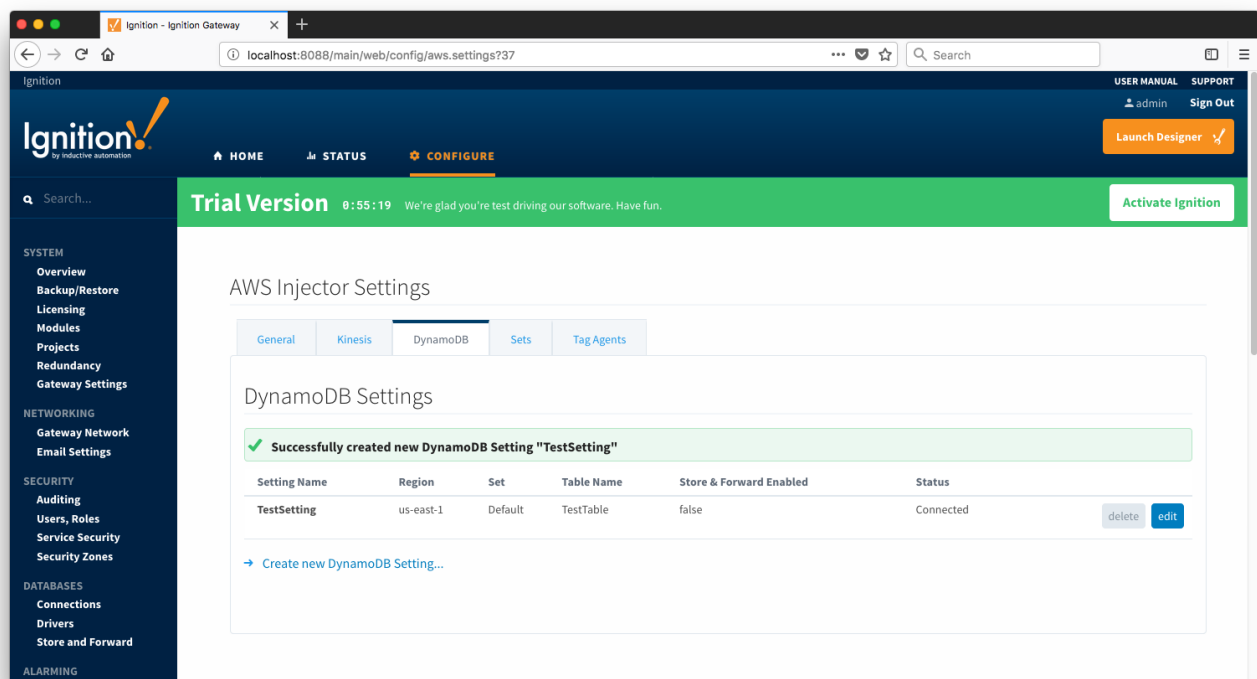 Ignition - Ignition Gateway
localhost:8088/main/web/config/aws.settings?37
Search
Ignition
USER MANUAL SUPPORT
admin Sign Out
Ignition!
by inductive automation
Launch Designer
HOME STATUS CONFIGURE
Search...
Trial Version 0:55:19 We're glad you're test driving our software. Have fun.
Activate Ignition
SYSTEM
Overview
Backup/Restore
Licensing
Modules
Projects
Redundancy
Gateway Settings
NETWORKING
Gateway Network
Email Settings
SECURITY
Auditing
Users, Roles
Service Security
Security Zones
DATABASES
Connections
Drivers
Store and Forward
ALARMING
AWS Injector Settings
General Kinesis DynamoDB Sets Tag Agents
DynamoDB Settings
Successfully created new DynamoDB Setting "TestSetting"
Setting Name Region Set Table Name Store & Forward Enabled Status
TestSetting us-east-1 Default TestTable false Connected
delete edit
Create new DynamoDB Setting...